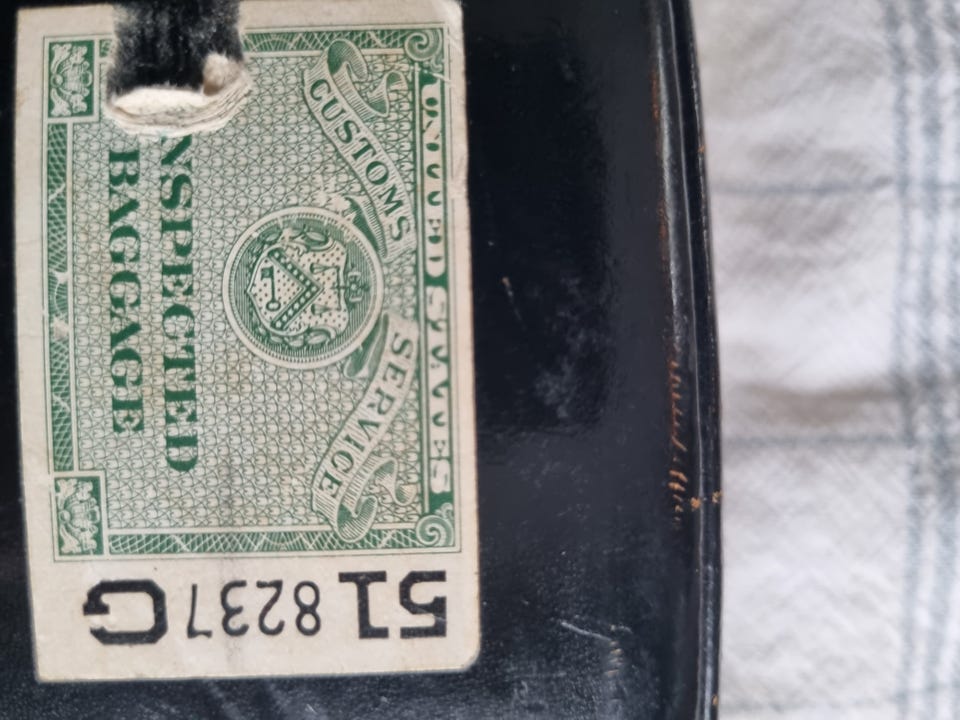 UNITED STATES
CUSTOMS SERVICE
NSPECTED
BAGGAGE
51 8237 G